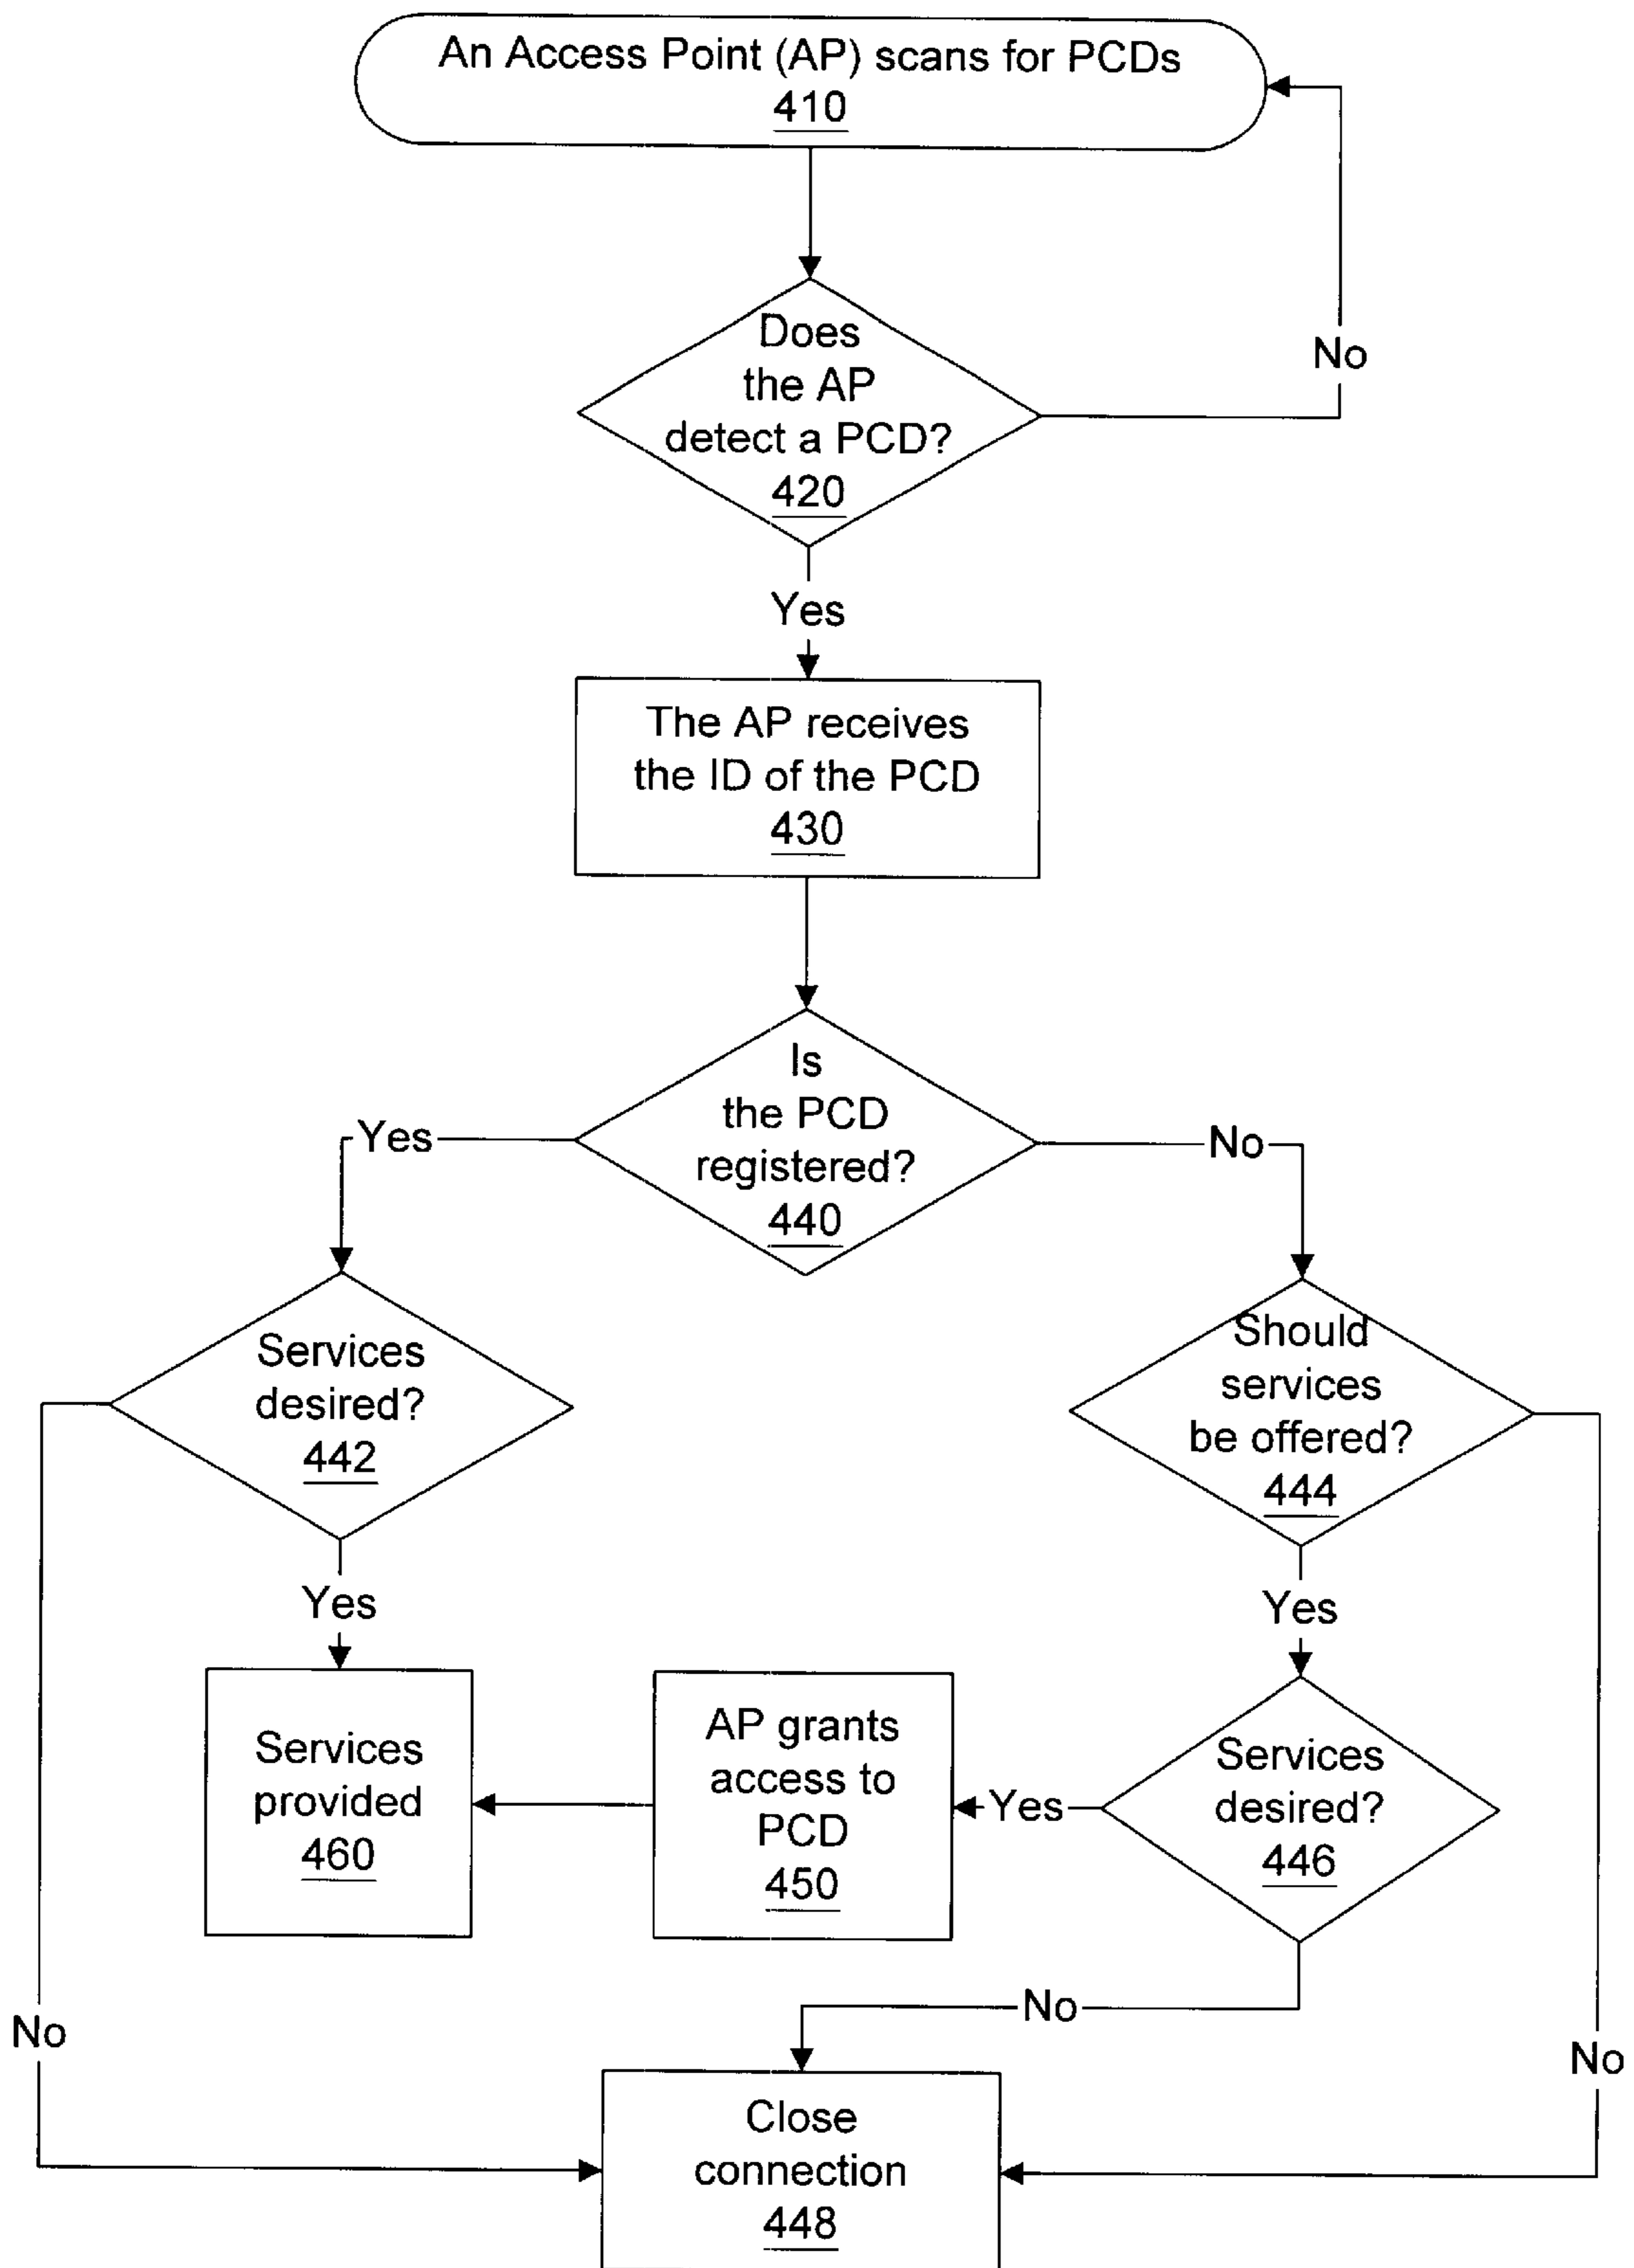 An Access Point (AP) scans for PCDs
410
Does
the AP
detect a PCD?
420
No
Yes
The AP receives
the ID of the PCD
430
Is
the PCD
registered?
440
Yes
No
Services
desired?
442
Should
services
be offered?
444
Yes
Yes
Services
provided
460
AP grants
access to
PCD
450
Yes
Services
desired?
446
No
No
No
Close
connection
448